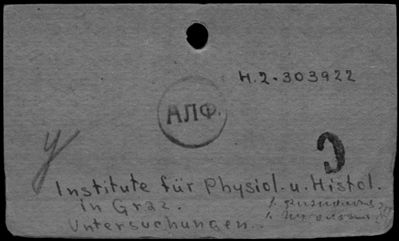 H.2-303922
АЛФ.
У
Institute für Physiol. u. Histol.
in Graz.
Untersuchungen.